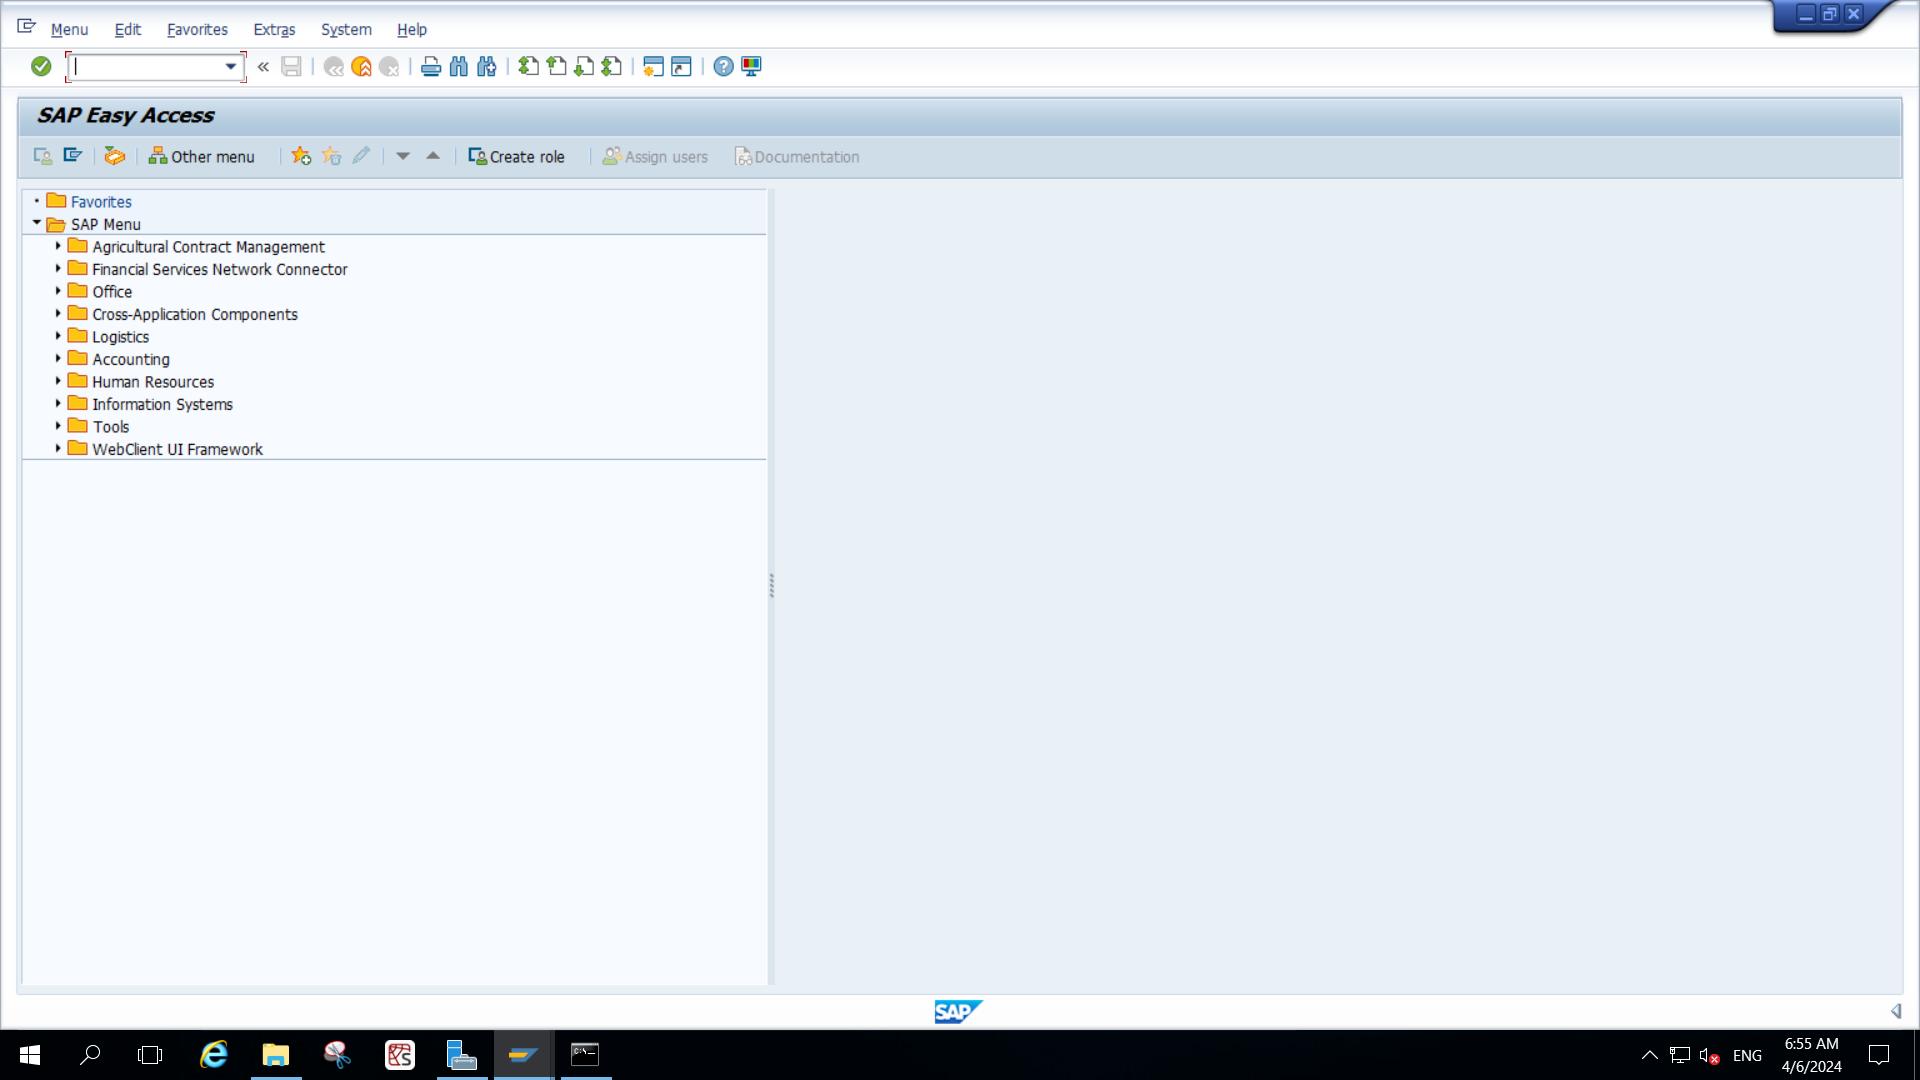 Menu Edit Favorites Extras System Help
SAP Easy Access
Other menu Create role Assign users Documentation
Favorites
SAP Menu
Agricultural Contract Management
Financial Services Network Connector
Office
Cross-Application Components
Logistics
Accounting
Human Resources
Information Systems
Tools
WebClient UI Framework
SAP
ENG
6:55 AM
4/6/2024